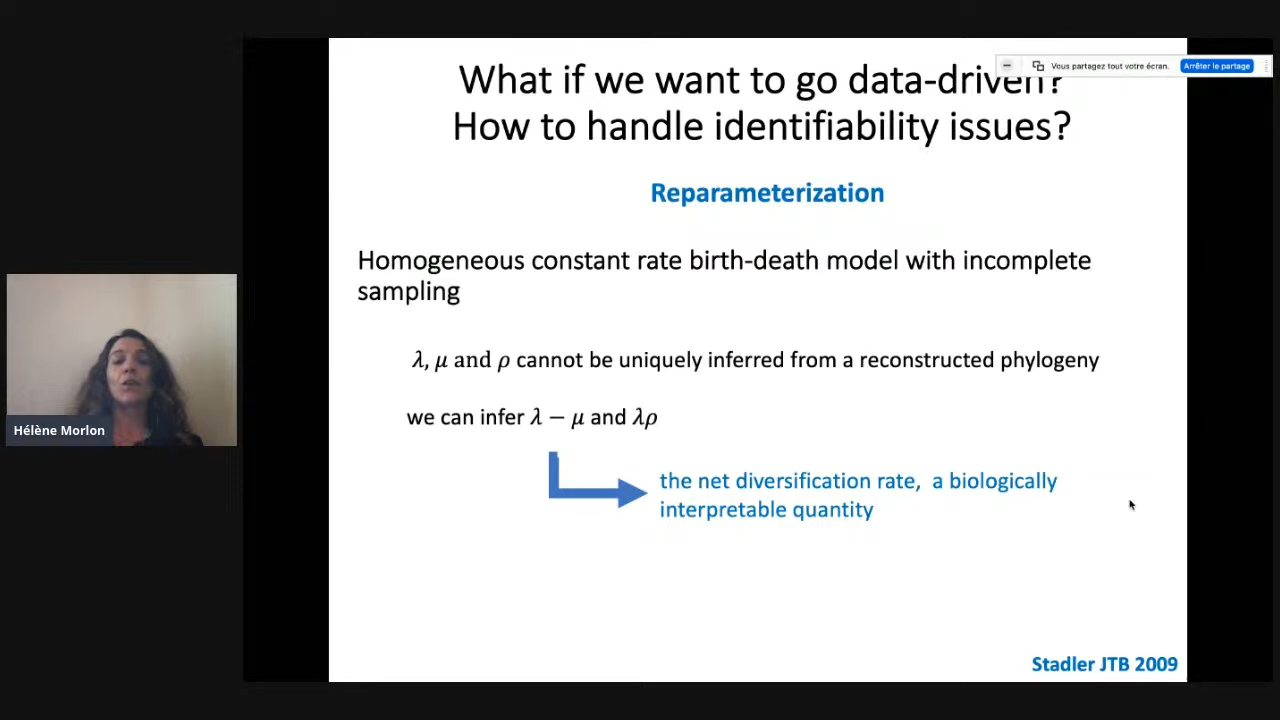 What if we want to go data-driven?
Vous partagez tout votre écran. Arrêter le partage
How to handle identifiability issues?
Reparameterization
Homogeneous constant rate birth-death model with incomplete
sampling
λ, μ and ρ cannot be uniquely inferred from a reconstructed phylogeny
we can infer λ − μ and λρ
Hélène Morlon
the net diversification rate, a biologically
interpretable quantity
Stadler JTB 2009